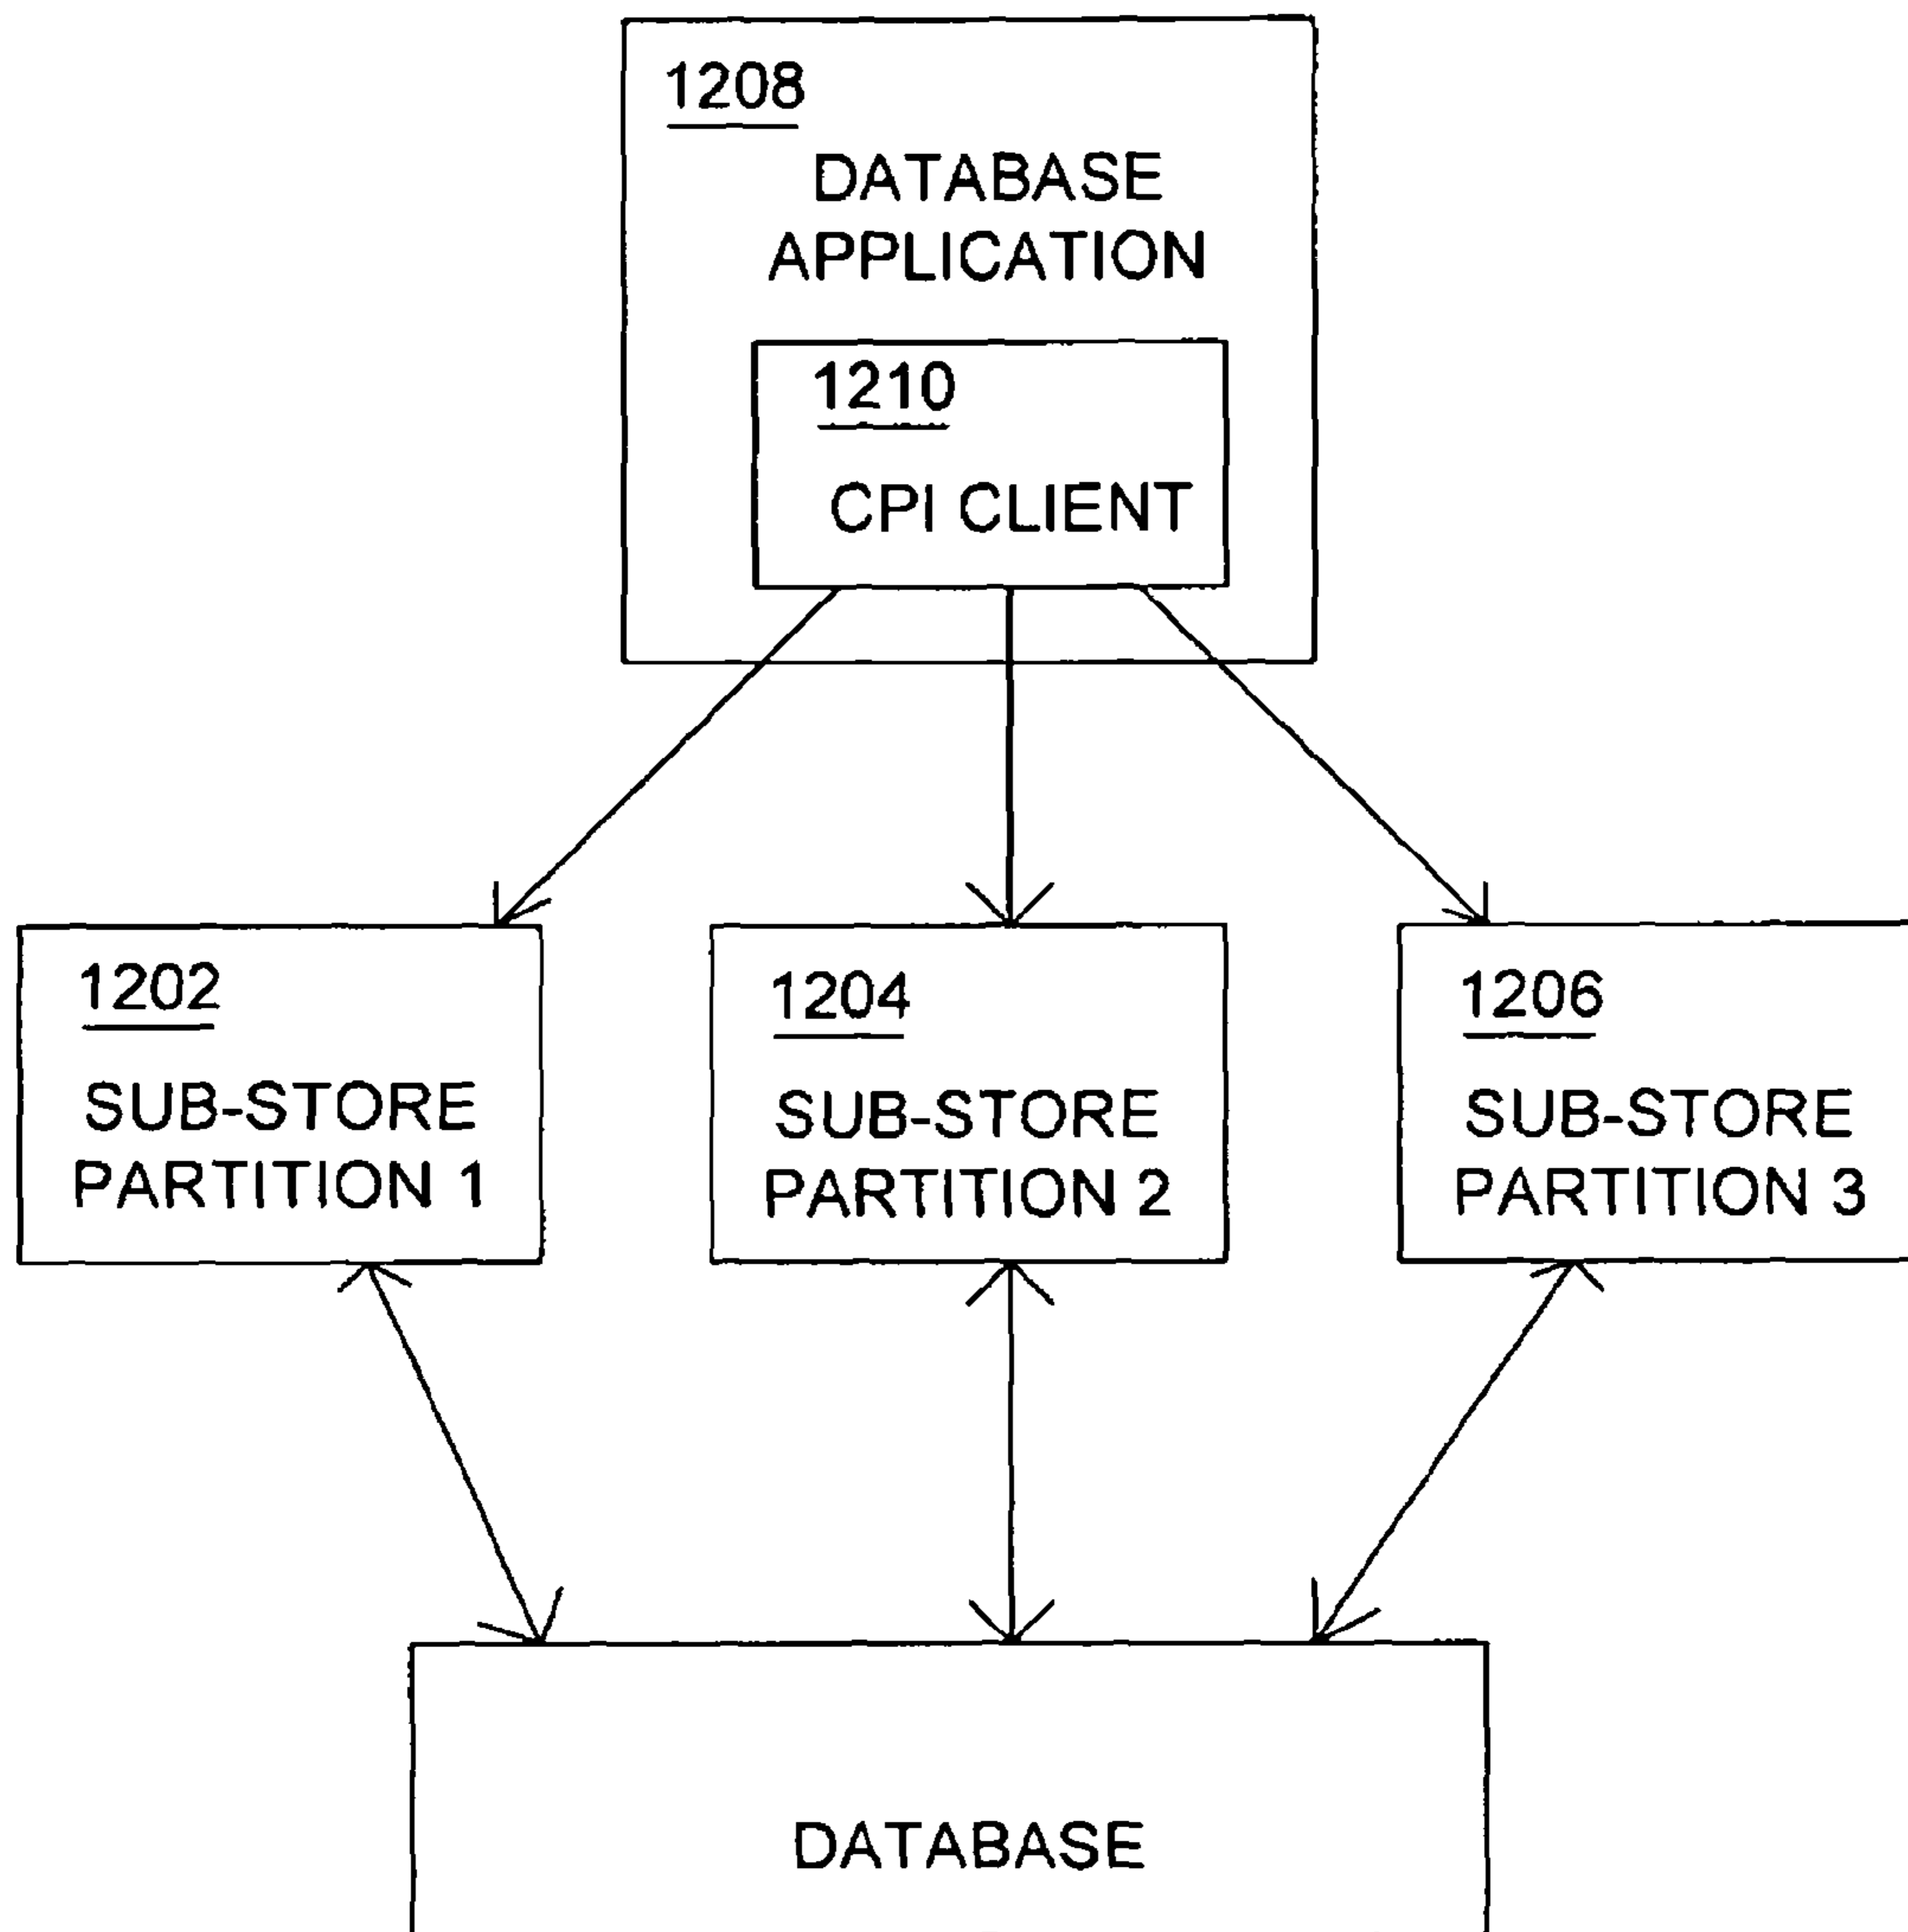 1208
DATABASE
APPLICATION
1210
CPI CLIENT
1202
SUB-STORE
PARTITION 1
1204
SUB-STORE
PARTITION 2
1206
SUB-STORE
PARTITION 3
DATABASE